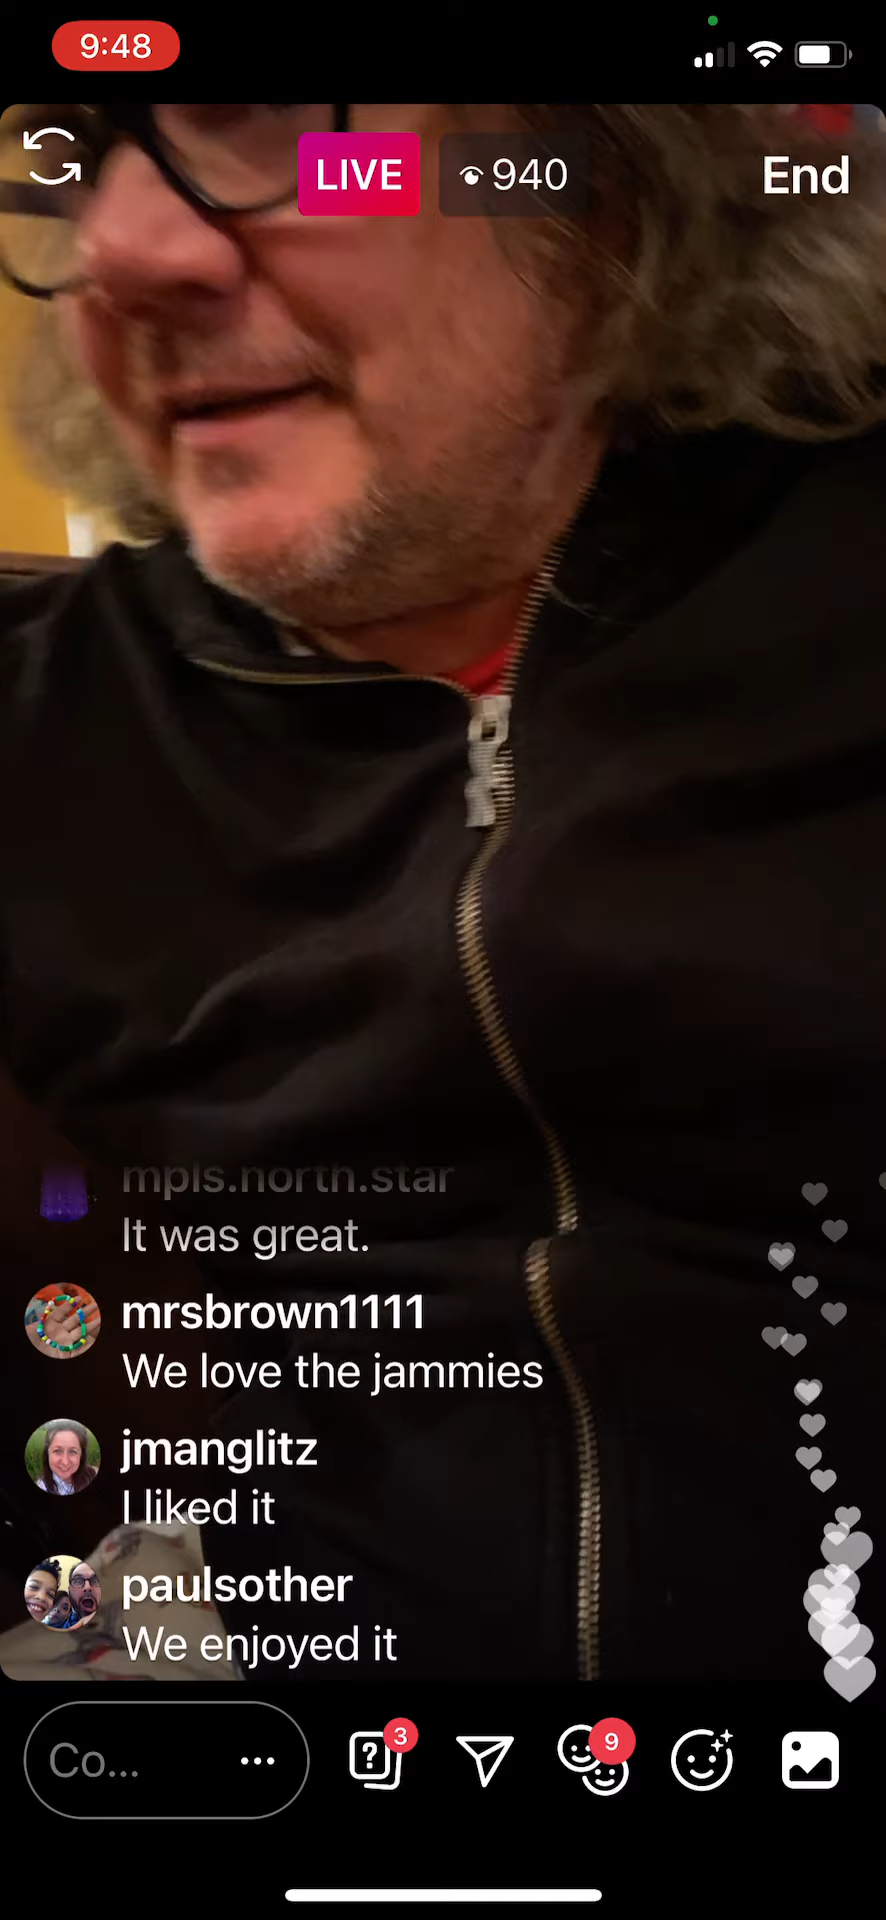 9:48
LIVE
940
End
mpls.north.star
It was great.
mrsbrown1111
We love the jammies
jmanglitz
I liked it
paulsother
We enjoyed it
Co...
3
9